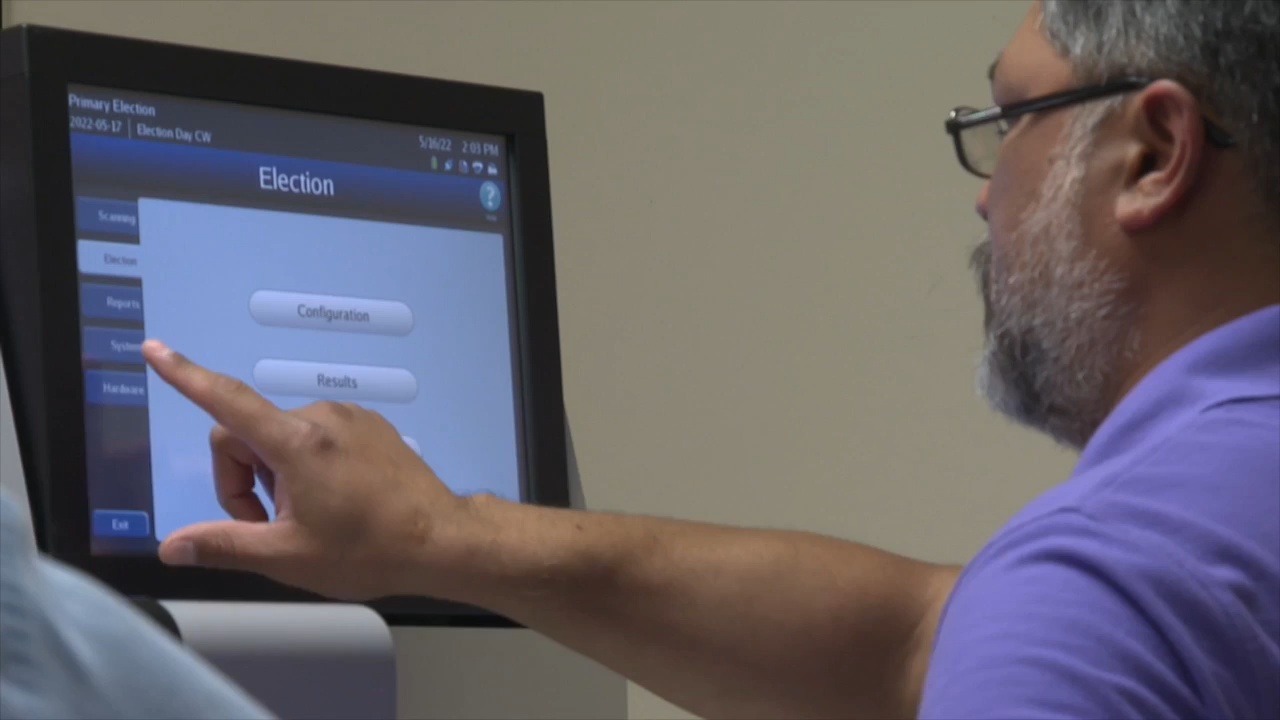 Primary Election
2022-05-17 | Election Day CW
5/16/22 2:03 PM
Election
?
Scanning
Election
Reports
System
Hardware
Configuration
Results
Exit